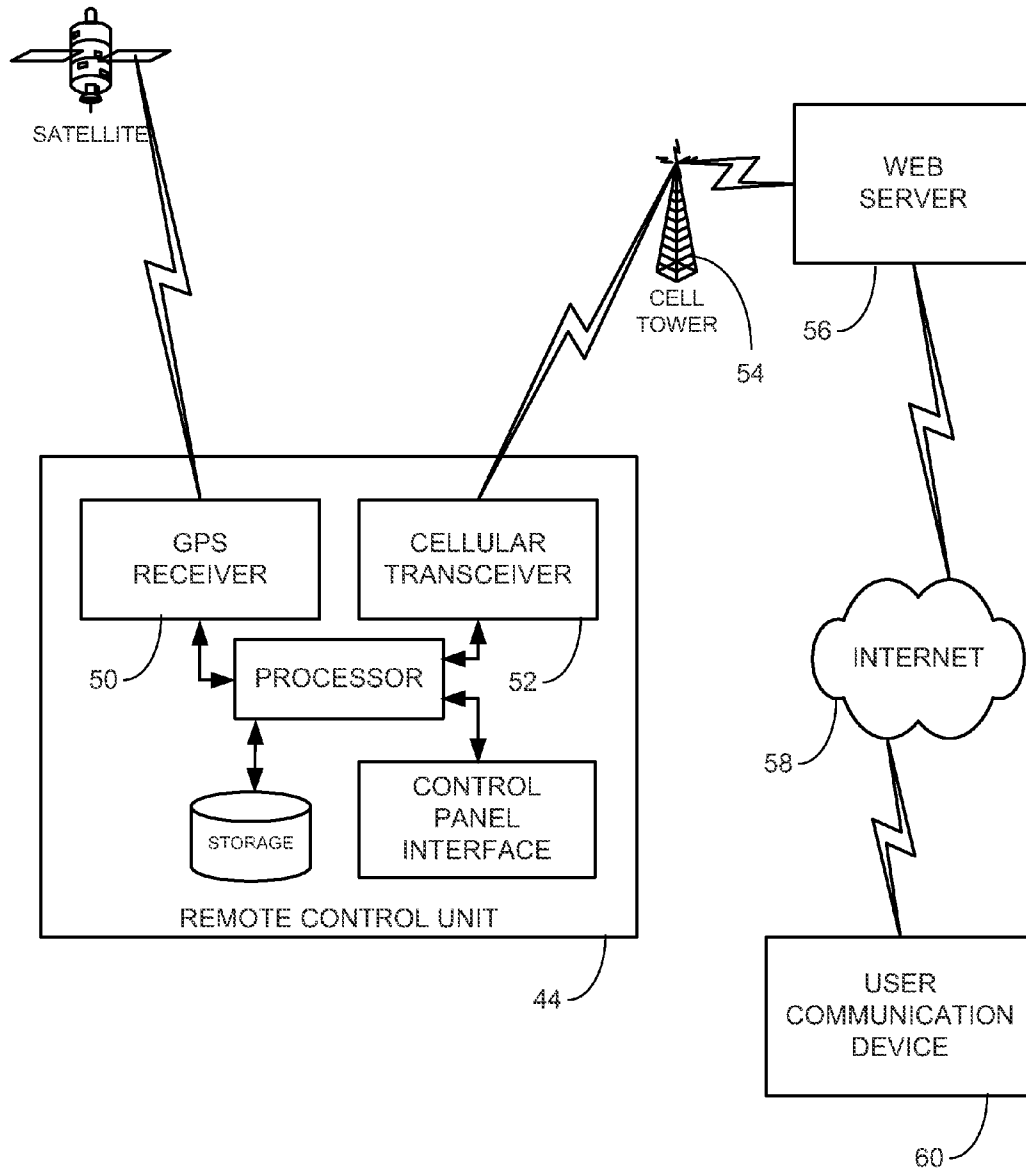 SATELLITE
WEB
SERVER
56
CELL
TOWER
54
GPS
RECEIVER
50
CELLULAR
TRANSCEIVER
52
PROCESSOR
STORAGE
CONTROL
PANEL
INTERFACE
REMOTE CONTROL UNIT
44
INTERNET
58
USER
COMMUNICATION
DEVICE
60